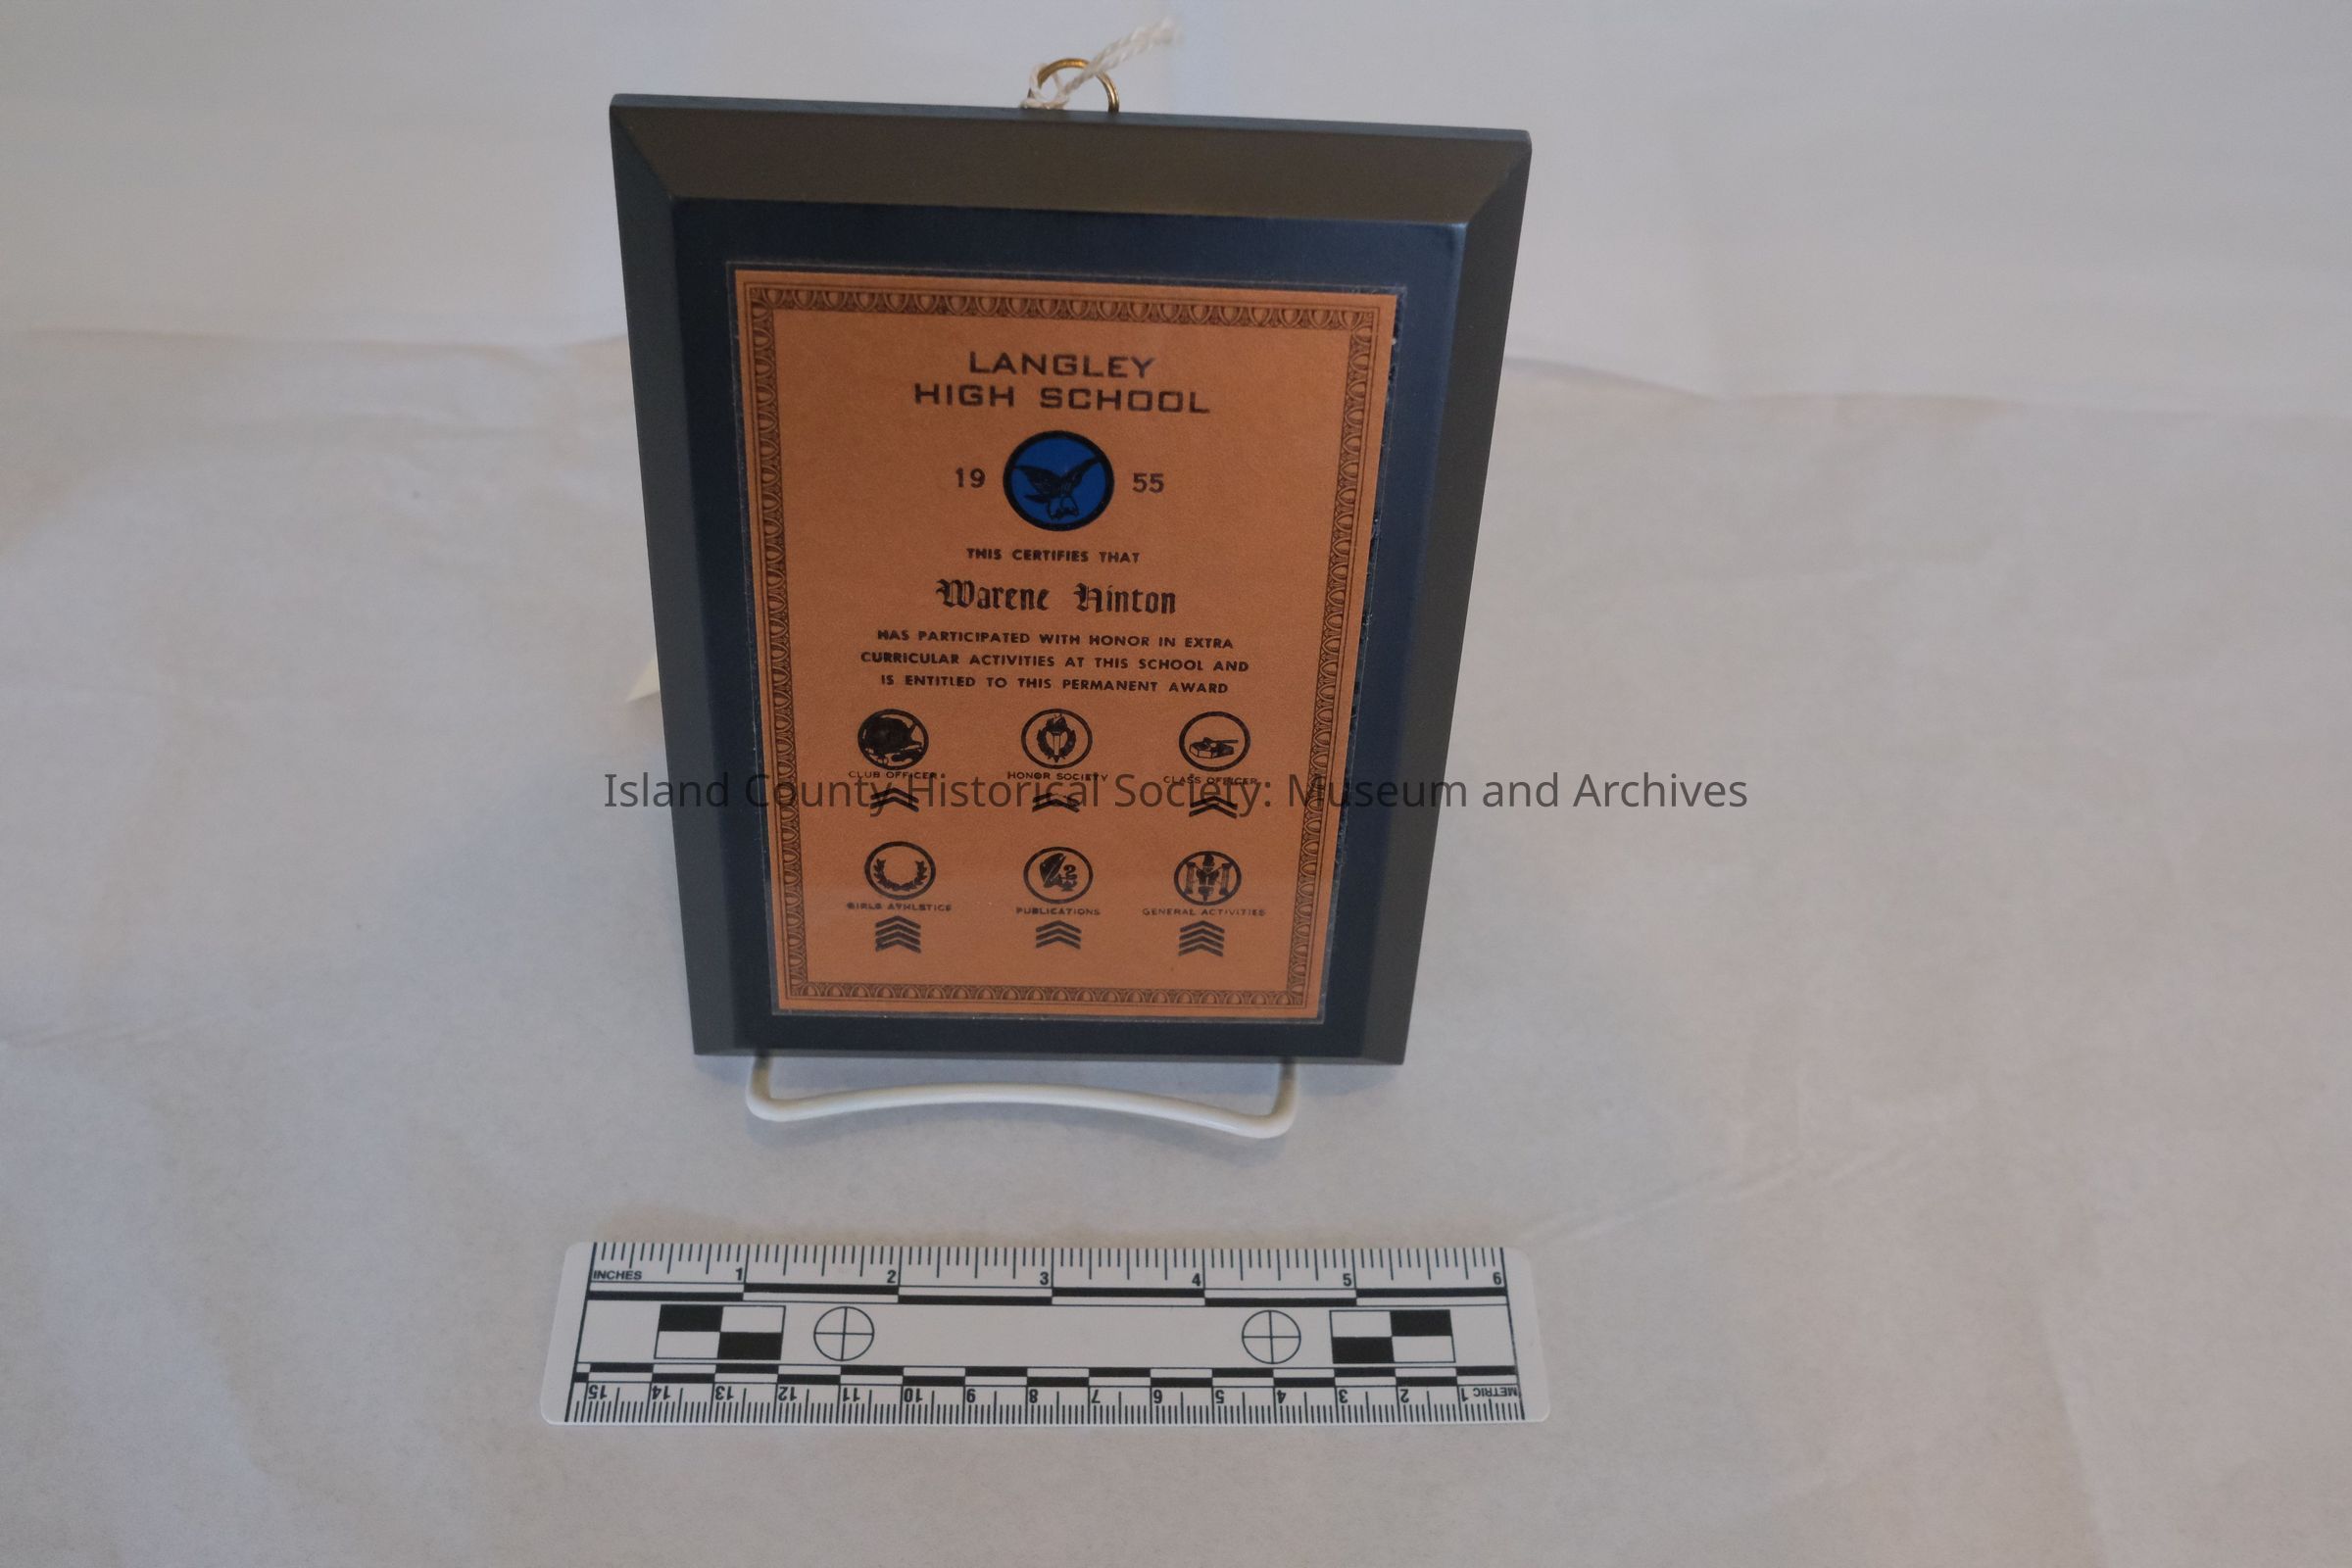 LANGLEY
HIGH SCHOOL
19 55
THIS CERTIFIES THAT
Warene Hinton
HAS PARTICIPATED WITH HONOR IN EXTRA
CURRICULAR ACTIVITIES AT THIS SCHOOL AND
IS ENTITLED TO THIS PERMANENT AWARD
CLUB OFFICER HONOR SOCIETY CLASS OFFICER
Island County Historical Society: Museum and Archives
GIRLS ATHLETICS PUBLICATIONS GENERAL ACTIVITIES
INCHES 1 2 3 4 5 6
METRIC 1 2 3 4 5 6 7 8 9 10 11 12 13 14 15